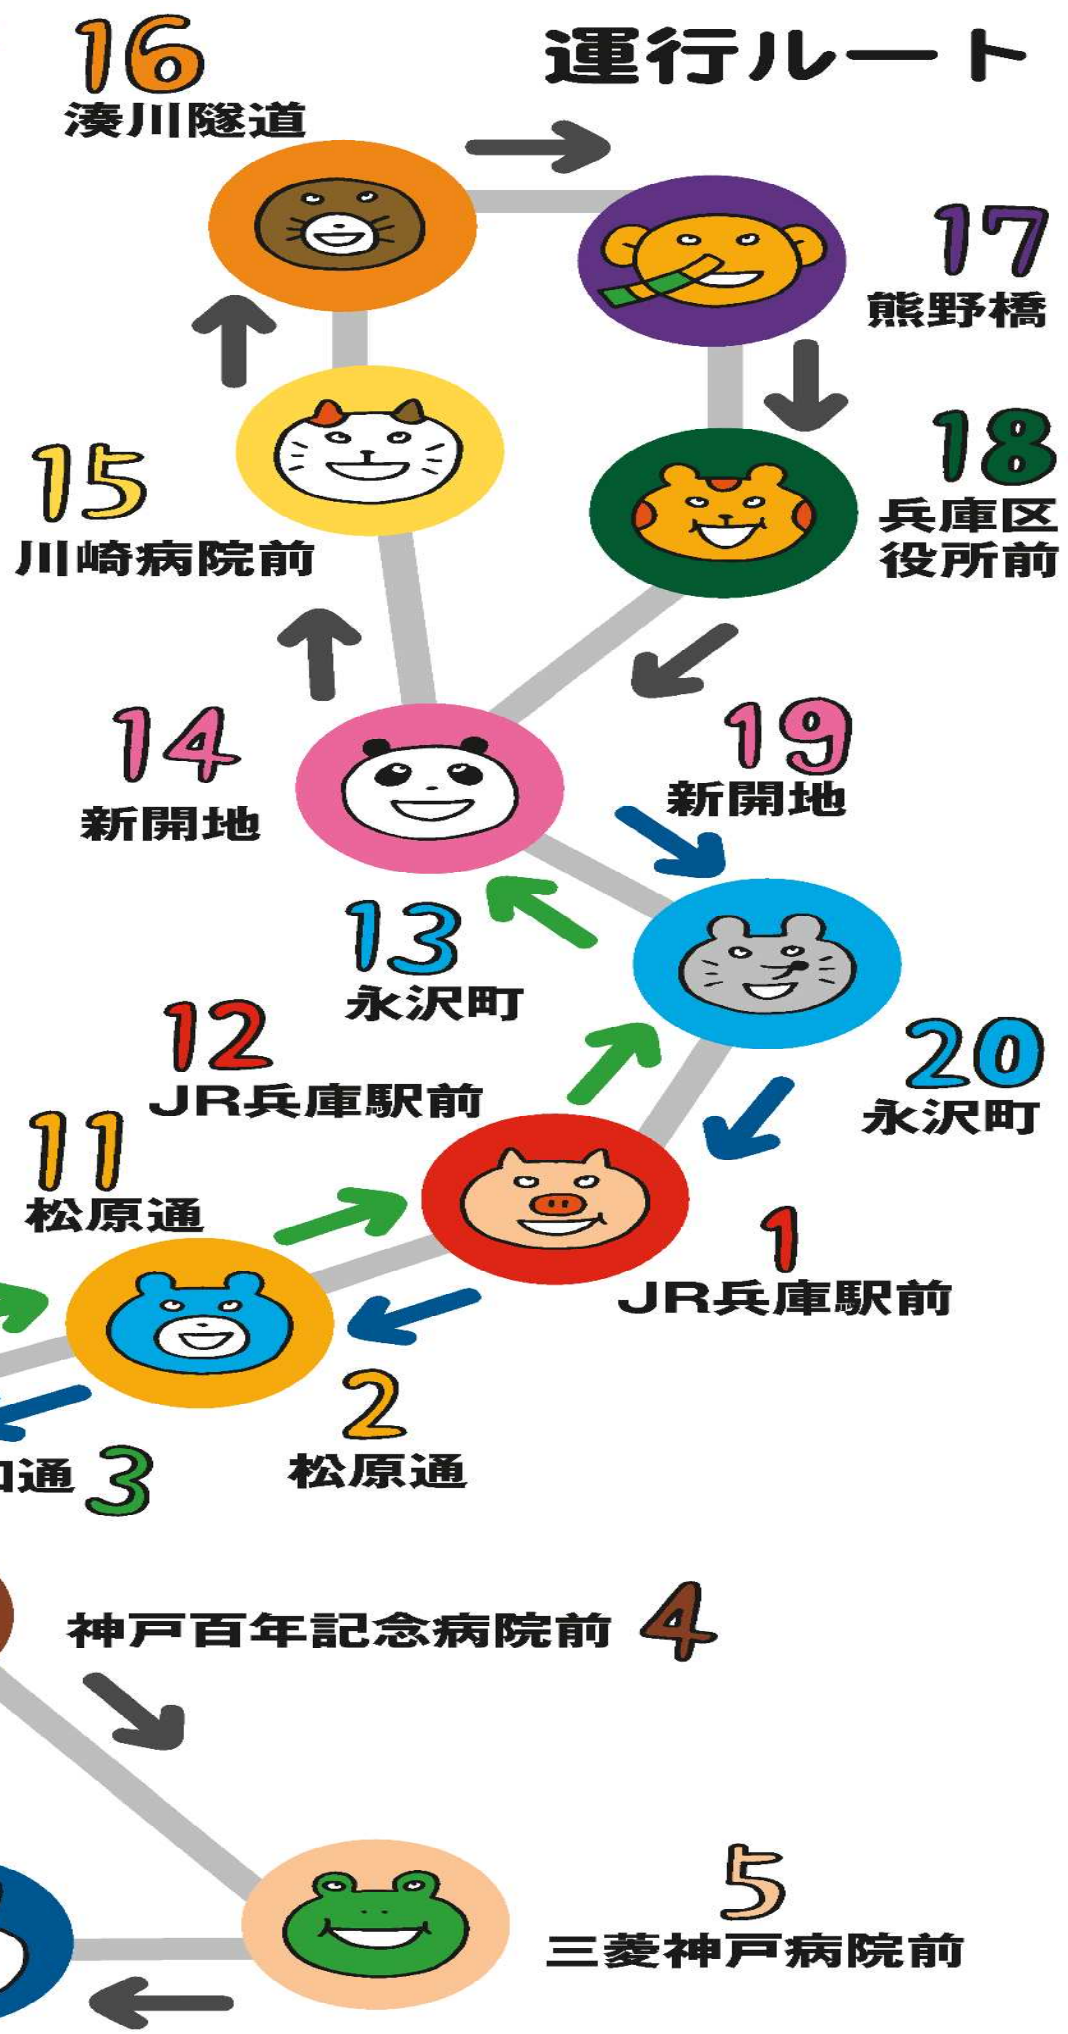 16
湊川隧道
運行ルート
17
熊野橋
15
川崎病院前
18
兵庫区
役所前
14
新開地
19
新開地
13
永沢町
12
JR兵庫駅前
20
永沢町
11
松原通
1
JR兵庫駅前
2
松原通
通 3
神戸百年記念病院前 4
5
三菱神戸病院前